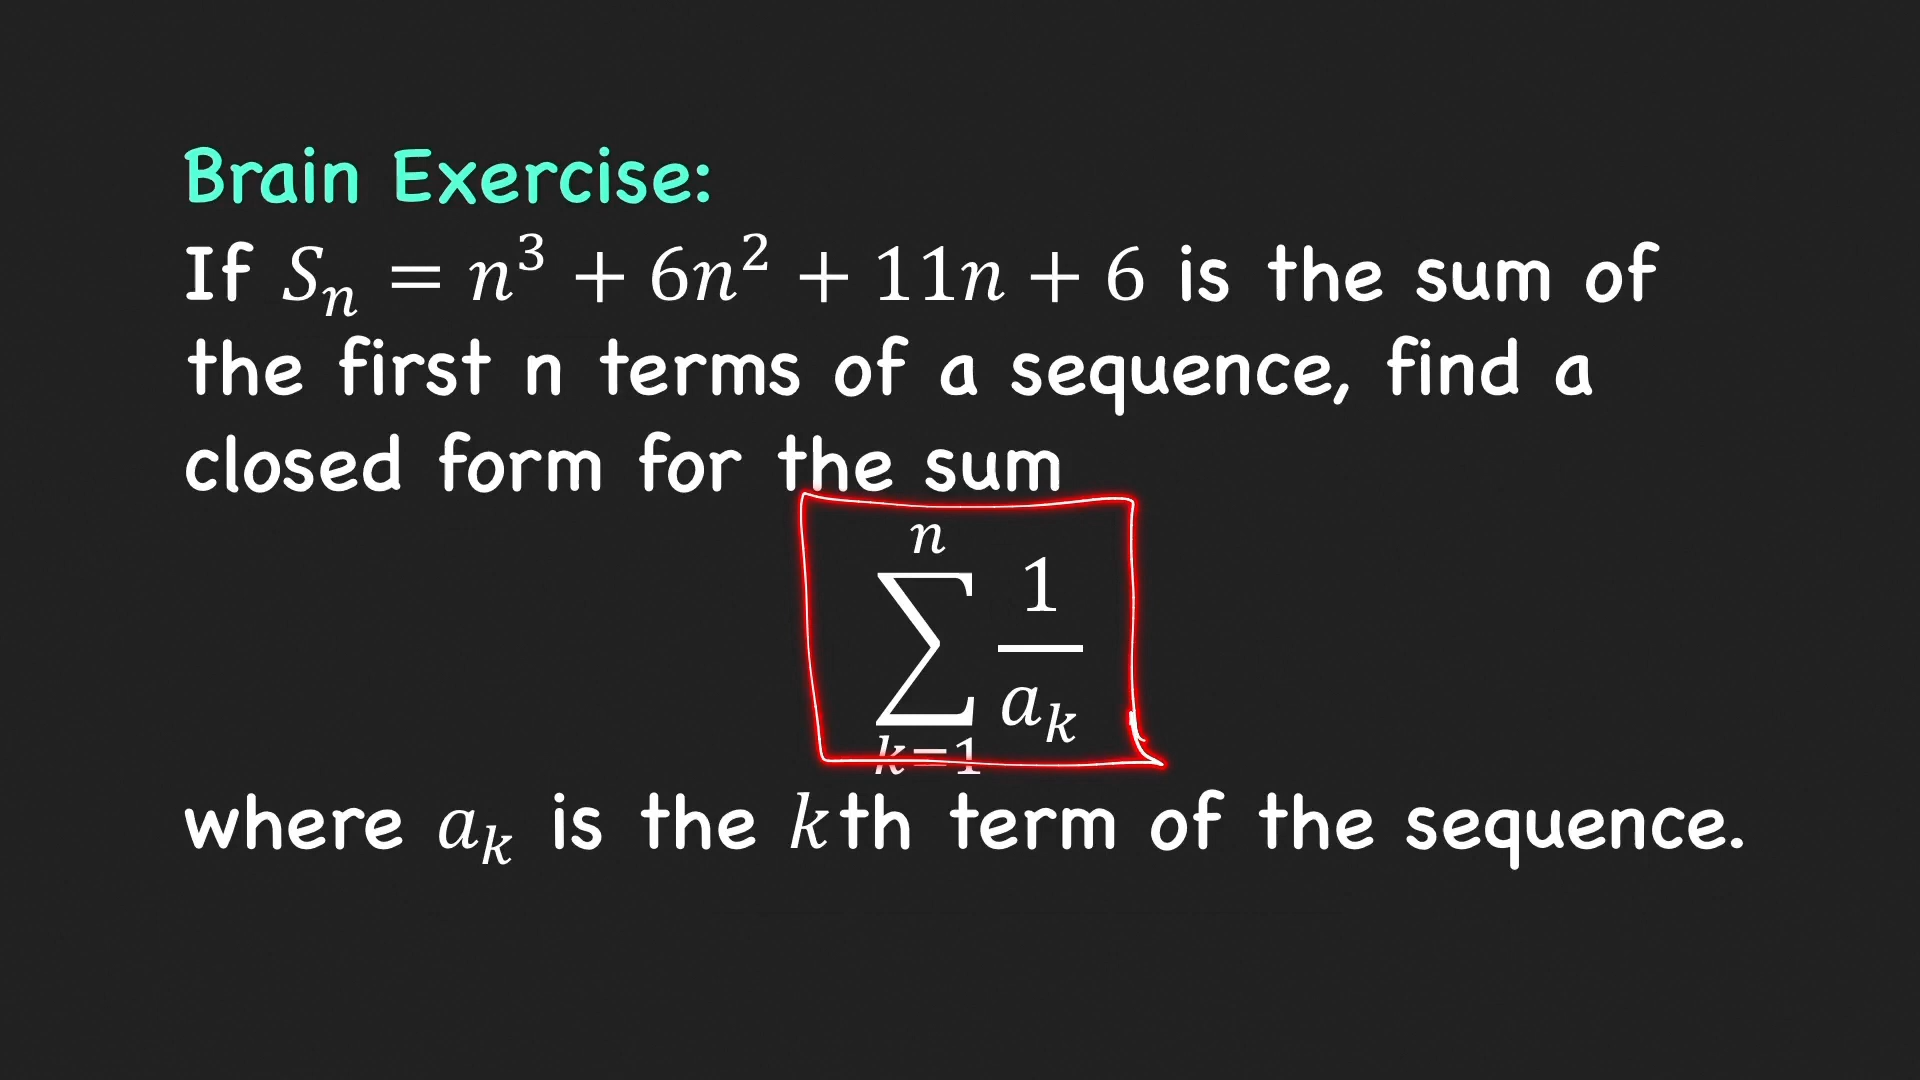 Brain Exercise:
If Sₙ = n³ + 6n² + 11n + 6 is the sum of
the first n terms of a sequence, find a
closed form for the sum
n
∑ 1/aₖ
k=1
where aₖ is the kth term of the sequence.